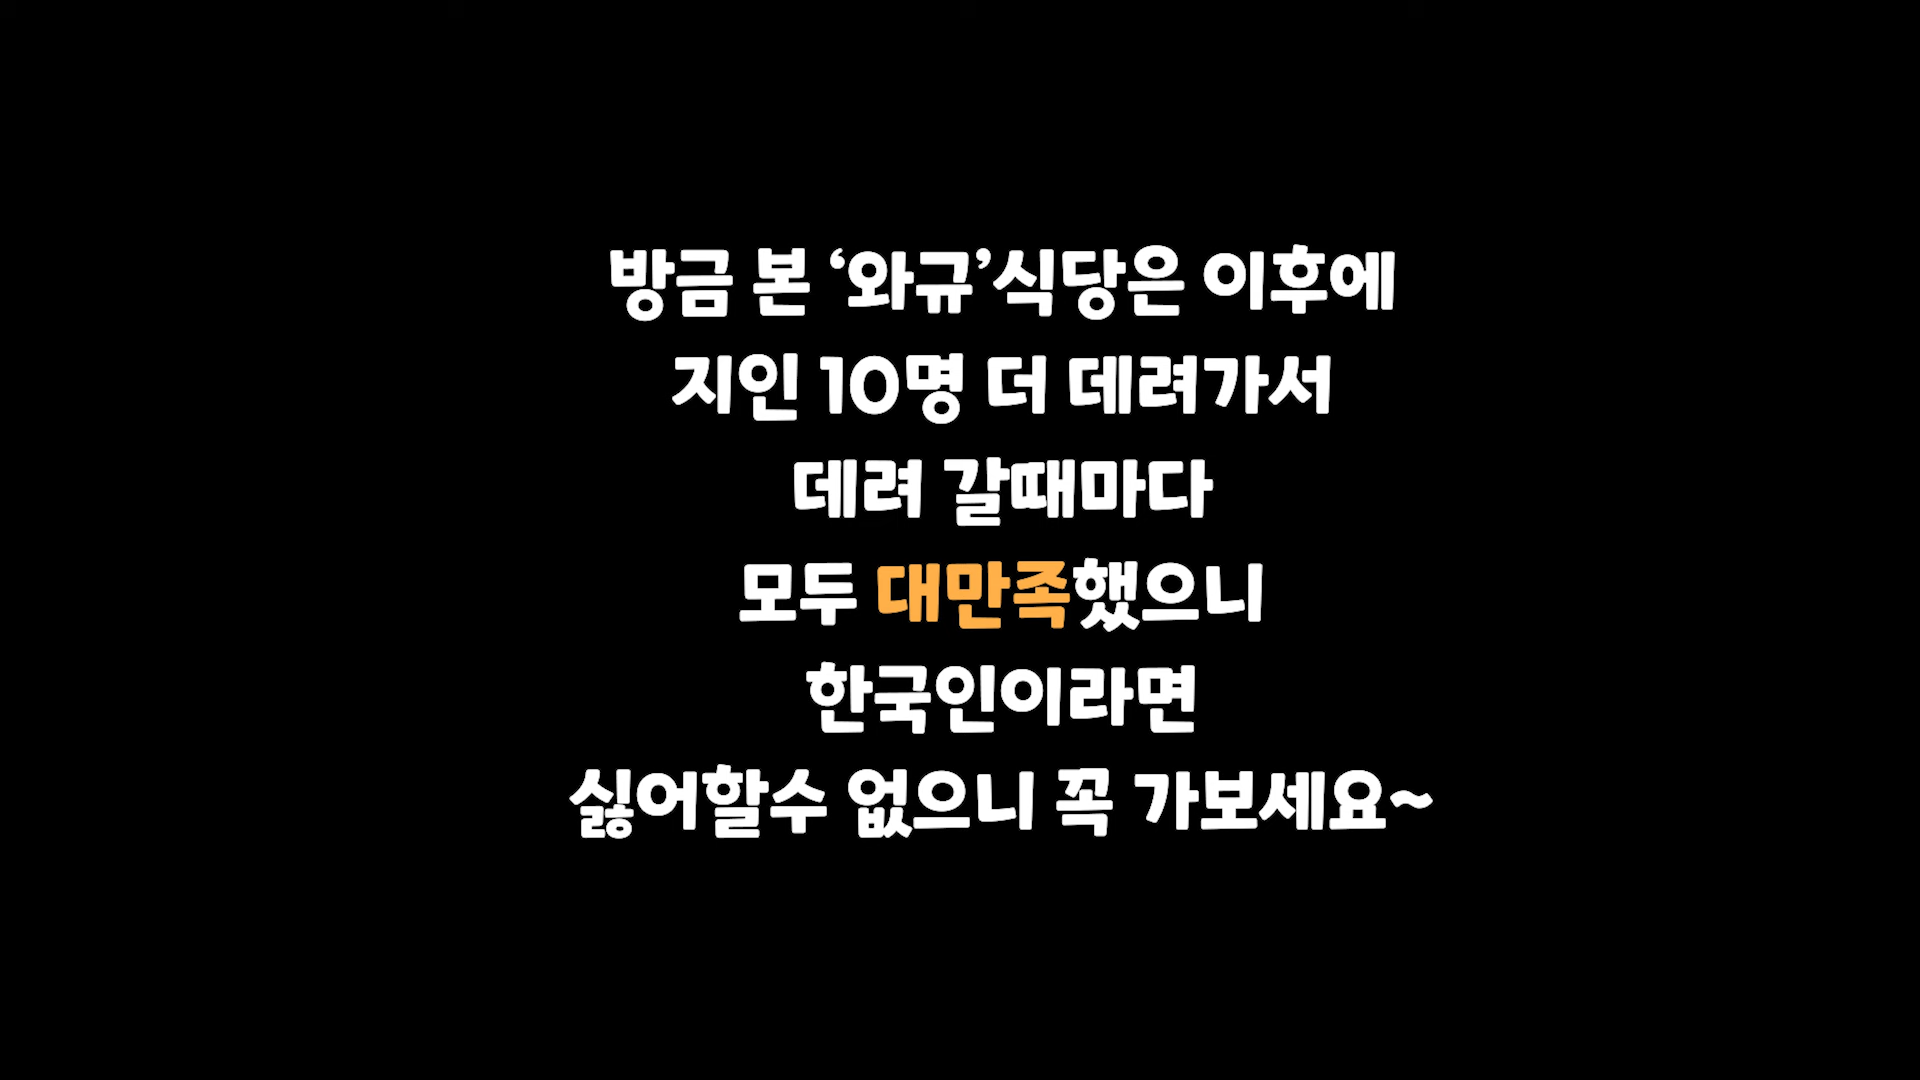 방금 본 ‘와규’식당은 이후에
지인 10명 더 데려가서
데려 갈때마다
모두 대만족했으니
한국인이라면
싫어할수 없으니 꼭 가보세요~